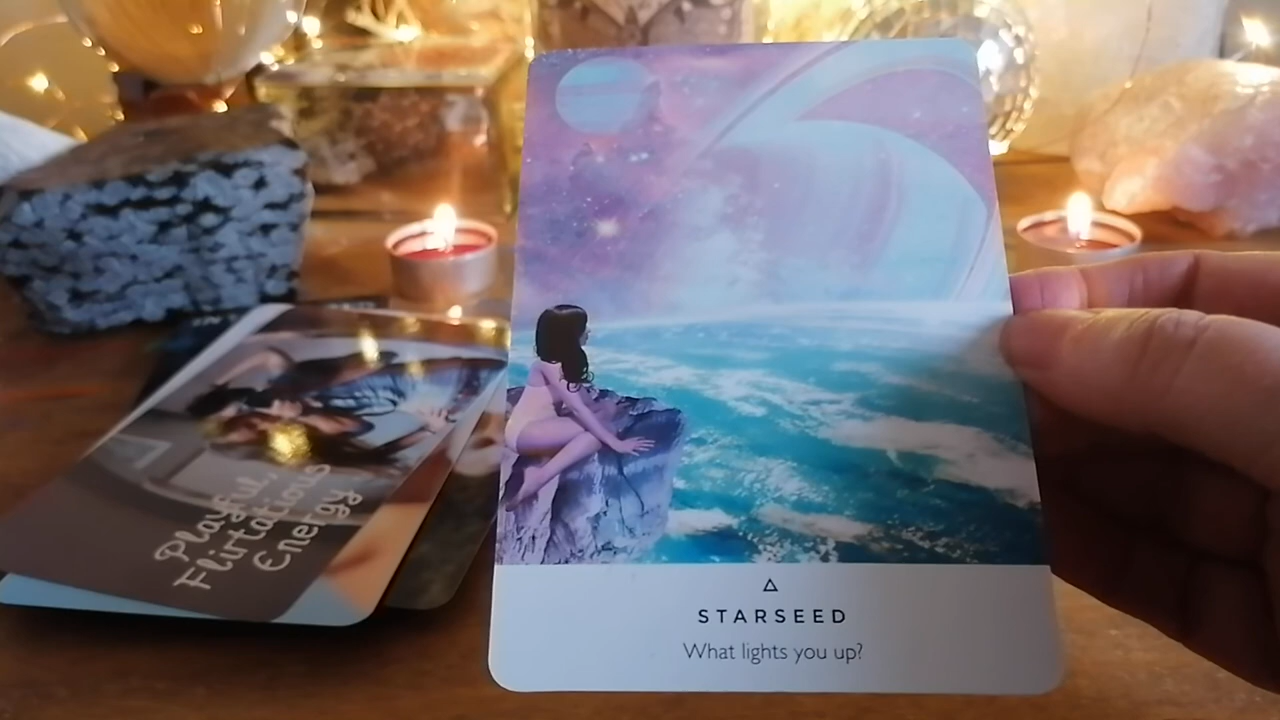 Playful,
Flirtatious
Energy
STARSEED
What lights you up?